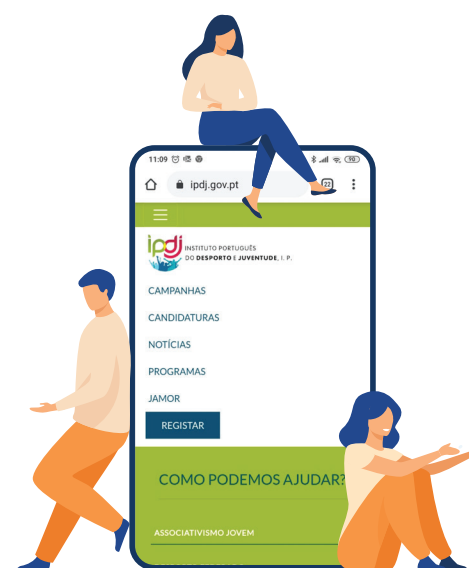 11:09
90
ipdj.gov.pt
22
ipdj
INSTITUTO PORTUGUÊS
DO DESPORTO E JUVENTUDE, I. P.
CAMPANHAS
CANDIDATURAS
NOTÍCIAS
PROGRAMAS
JAMOR
REGISTAR
COMO PODEMOS AJUDAR?
ASSOCIATIVISMO JOVEM